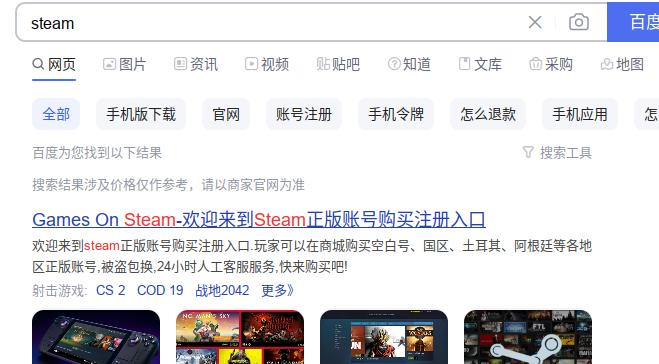 steam
百度
网页 图片 资讯 视频 贴吧 知道 文库 采购 地图
全部 手机版下载 官网 账号注册 手机令牌 怎么退款 手机应用 怎
百度为您找到以下结果 搜索工具
搜索结果涉及价格仅作参考，请以商家官网为准
Games On Steam-欢迎来到Steam正版账号购买注册入口
欢迎来到steam正版账号购买注册入口.玩家可以在商城购买空白号、国区、土耳其、阿根廷等各地
区正版账号,被盗包换,24小时人工客服服务,快来购买吧!
射击游戏: CS 2 COD 19 战地2042 更多》
NO MAN'S SKY
FTL